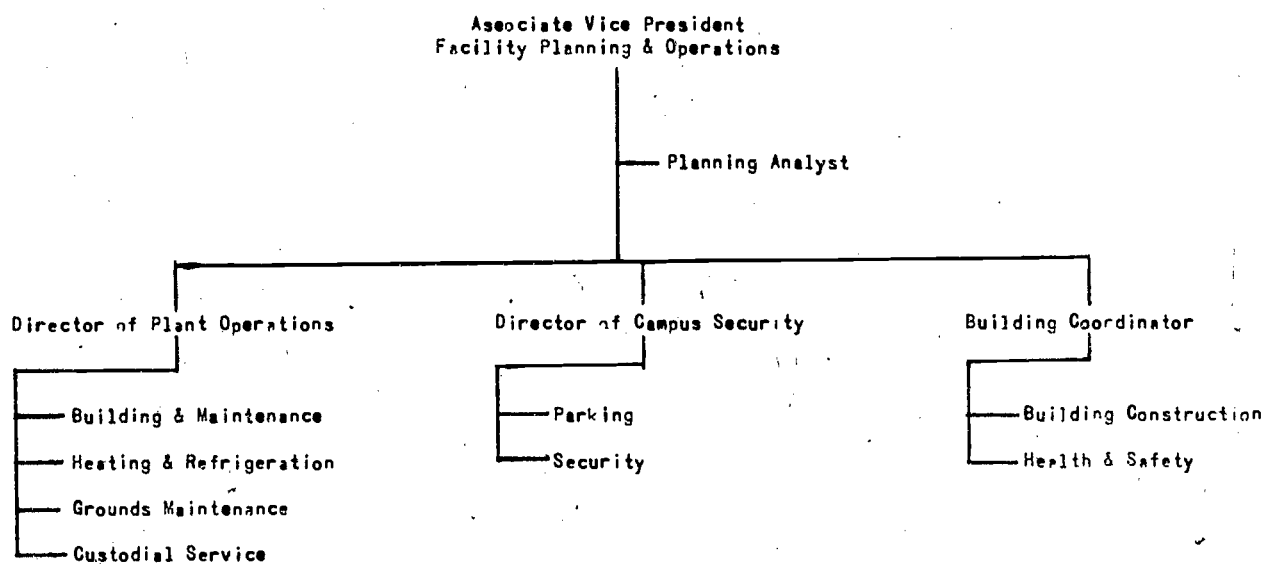 Associate Vice President
Facility Planning & Operations
Planning Analyst
Director of Plant Operations
Director of Campus Security
Building Coordinator
Building & Maintenance
Heating & Refrigeration
Grounds Maintenance
Custodial Service
Parking
Security
Building Construction
Health & Safety